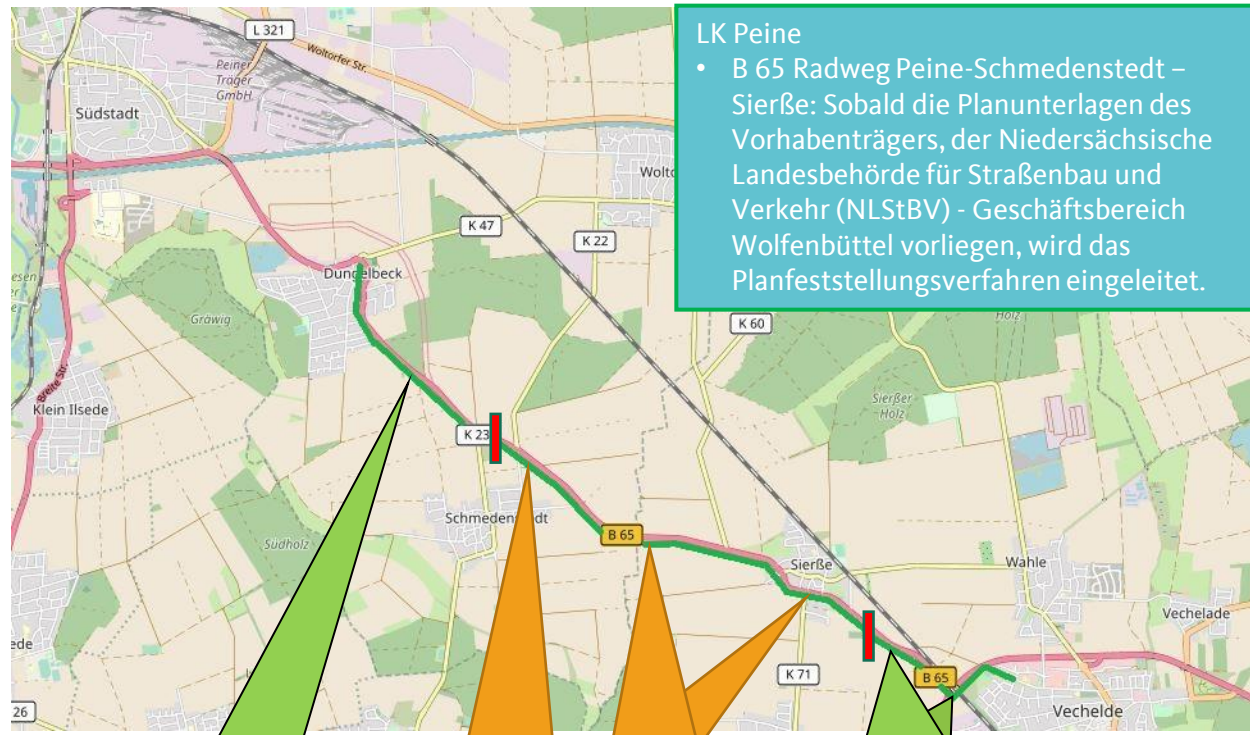 LK Peine
• B 65 Radweg Peine-Schmedenstedt –
Sierße: Sobald die Planunterlagen des
Vorhabenträgers, der Niedersächsische
Landesbehörde für Straßenbau und
Verkehr (NLStBV) - Geschäftsbereich
Wolfenbüttel vorliegen, wird das
Planfeststellungsverfahren eingeleitet.
L 321
Woltorfer Str.
Peiner
Träger
GmbH
Südstadt
Wolto
K 47
K 22
Dungelbeck
K 60
Holz
Gräwig
Breite Str.
Klein Ilsede
Sierßer
Holz
K 23
Schmedenstedt
B 65
Südholz
Sierße
Wahle
Vechelade
K 71
B 65
Vechelde
26